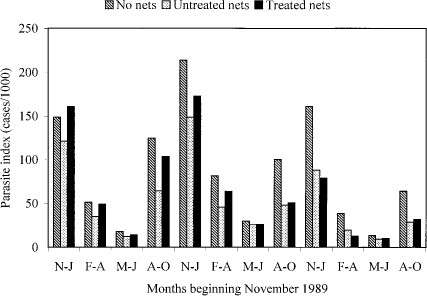 No nets Untreated nets Treated nets
250
200
150
100
50
0
Parasite index (cases/1000)
N-J F-A M-J A-O N-J F-A M-J A-O N-J F-A M-J A-O
Months beginning November 1989